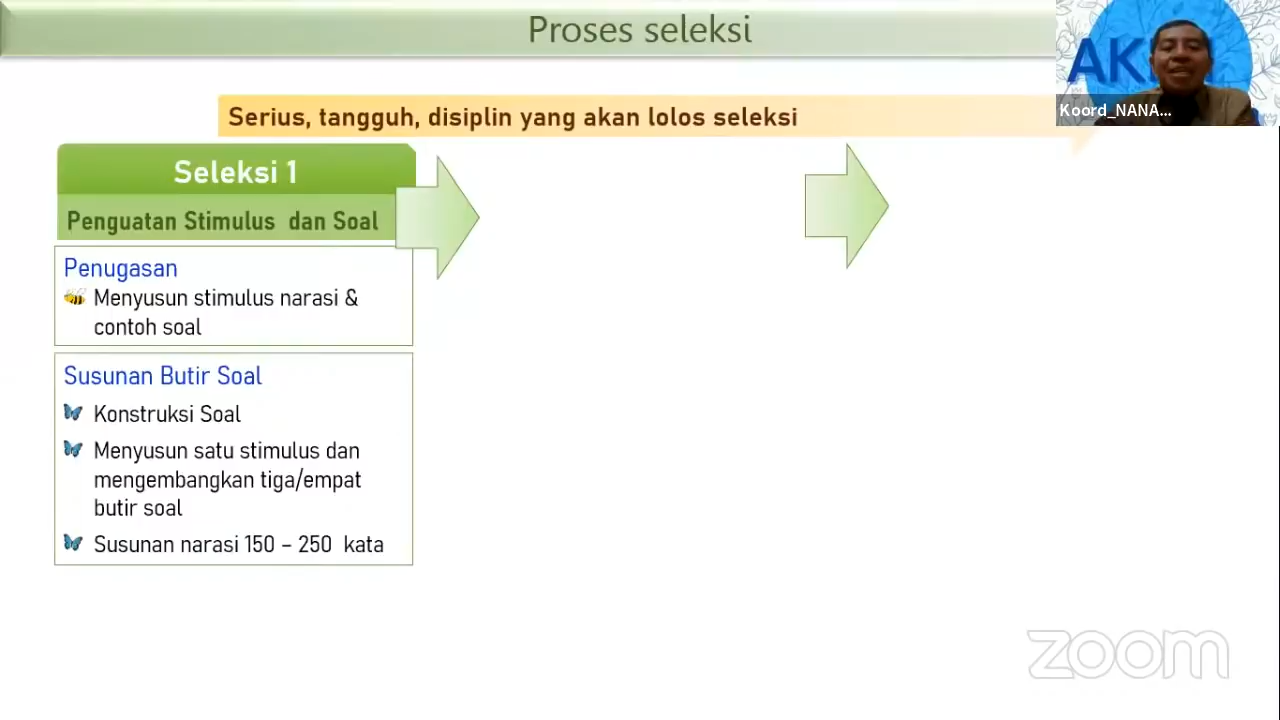 Proses seleksi
AK
Koord_NANA...
Serius, tangguh, disiplin yang akan lolos seleksi
Seleksi 1
Penguatan Stimulus dan Soal
Penugasan
Menyusun stimulus narasi &
contoh soal
Susunan Butir Soal
Konstruksi Soal
Menyusun satu stimulus dan
mengembangkan tiga/empat
butir soal
Susunan narasi 150 – 250 kata
zoom